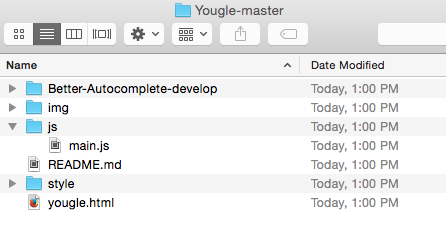 Yougle-master
Name Date Modified
Better-Autocomplete-develop Today, 1:00 PM
img Today, 1:00 PM
js Today, 1:00 PM
main.js Today, 1:00 PM
README.md Today, 1:00 PM
style Today, 1:00 PM
yougle.html Today, 1:00 PM